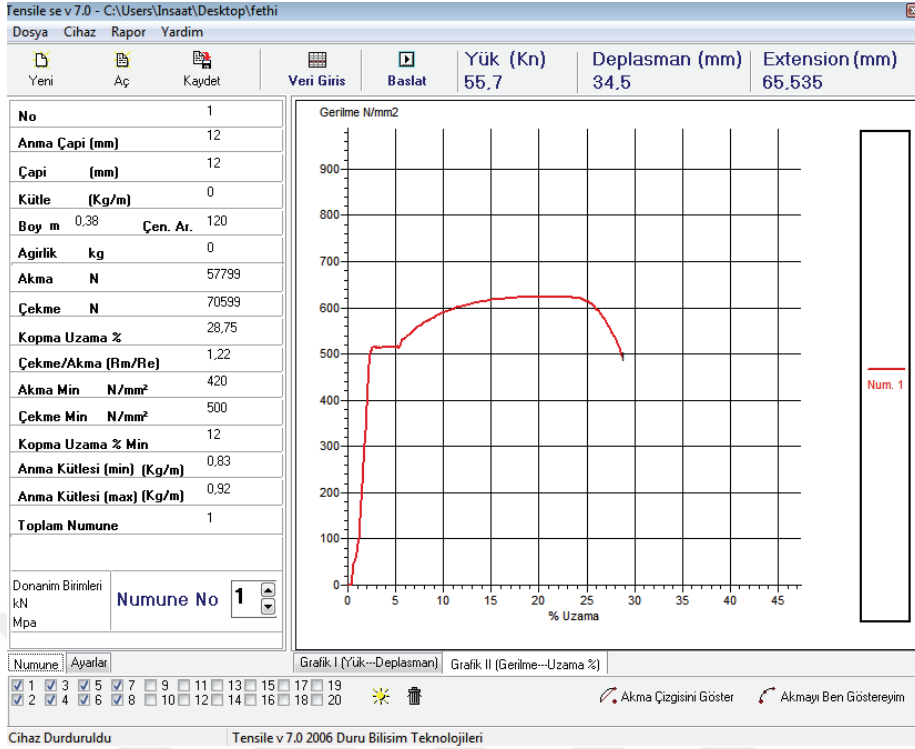 Tensile se v 7.0 - C:\Users\Insaat\Desktop\fethi
Dosya Cihaz Rapor Yardim
Yeni Aç Kaydet Veri Giris Baslat
Yük (Kn) Deplasman (mm) Extension (mm)
55,7 34,5 65,535
No 1
Anma Çapi (mm) 12
Çapi (mm) 12
Kütle (Kg/m) 0
Boy m 0,38 Çen. Ar. 120
Agirlik kg 0
Akma N 57799
Çekme N 70599
Kopma Uzama % 28,75
Çekme/Akma (Rm/Re) 1,22
Akma Min N/mm² 420
Çekme Min N/mm² 500
Kopma Uzama % Min 12
Anma Kütlesi (min) (Kg/m) 0,83
Anma Kütlesi (max) (Kg/m) 0,92
Toplam Numune 1
Donanim Birimleri
kN
Mpa
Numune No 1
Numune Ayarlar
Gerilme N/mm2
900
800
700
600
500
400
300
200
100
0
0 5 10 15 20 25 30 35 40 45
% Uzama
Num. 1
Grafik I (Yük---Deplasman) Grafik II (Gerilme---Uzama %)
1 3 5 7 9 11 13 15 17 19
2 4 6 8 10 12 14 16 18 20
Akma Çizgisini Göster Akmayı Ben Göstereyim
Cihaz Durduruldu Tensile v 7.0 2006 Duru Bilisim Teknolojileri